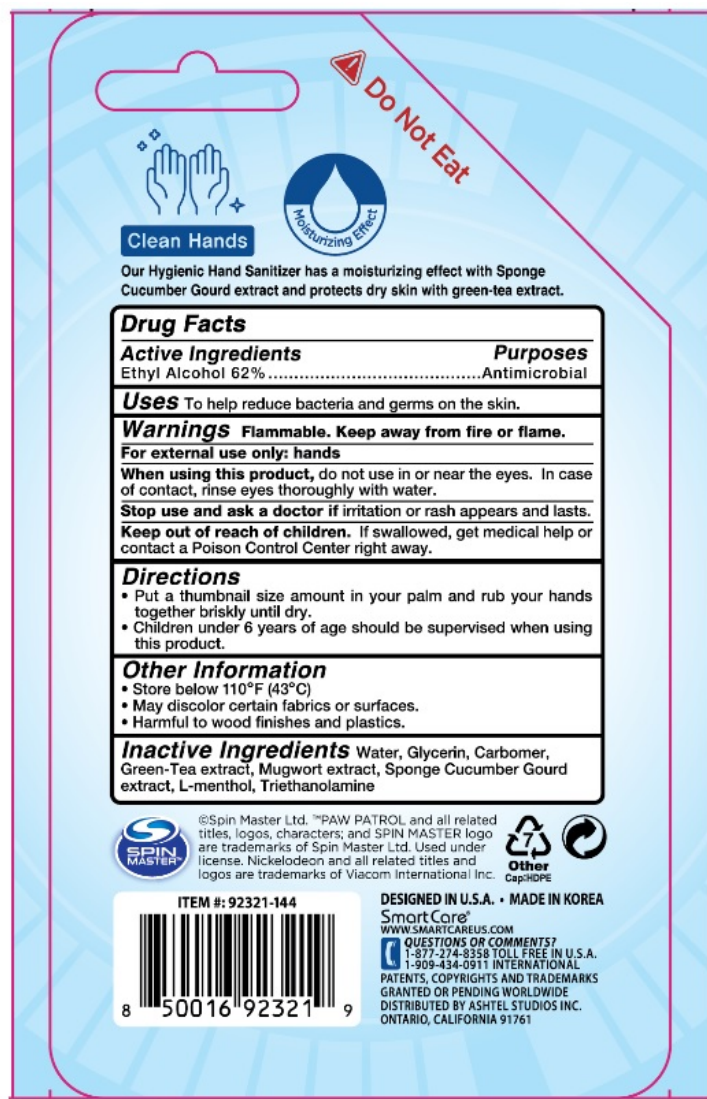 Do Not Eat
Clean Hands
Moisturizing Effect
Our Hygienic Hand Sanitizer has a moisturizing effect with Sponge
Cucumber Gourd extract and protects dry skin with green-tea extract.
Drug Facts
Active Ingredients Purposes
Ethyl Alcohol 62%.........................................Antimicrobial
Uses To help reduce bacteria and germs on the skin.
Warnings Flammable. Keep away from fire or flame.
For external use only: hands
When using this product, do not use in or near the eyes. In case
of contact, rinse eyes thoroughly with water.
Stop use and ask a doctor if irritation or rash appears and lasts.
Keep out of reach of children. If swallowed, get medical help or
contact a Poison Control Center right away.
Directions
• Put a thumbnail size amount in your palm and rub your hands
together briskly until dry.
• Children under 6 years of age should be supervised when using
this product.
Other Information
• Store below 110°F (43°C)
• May discolor certain fabrics or surfaces.
• Harmful to wood finishes and plastics.
Inactive Ingredients Water, Glycerin, Carbomer,
Green-Tea extract, Mugwort extract, Sponge Cucumber Gourd
extract, L-menthol, Triethanolamine
SPIN
MASTER™
©Spin Master Ltd. ™PAW PATROL and all related
titles, logos, characters; and SPIN MASTER logo
are trademarks of Spin Master Ltd. Used under
license. Nickelodeon and all related titles and
logos are trademarks of Viacom International Inc.
7
Other
Cap:HDPE
ITEM #: 92321-144
8 50016 92321 9
DESIGNED IN U.S.A. • MADE IN KOREA
SmartCare®
WWW.SMARTCAREUS.COM
QUESTIONS OR COMMENTS?
1-877-274-8358 TOLL FREE IN U.S.A.
1-909-434-0911 INTERNATIONAL
PATENTS, COPYRIGHTS AND TRADEMARKS
GRANTED OR PENDING WORLDWIDE
DISTRIBUTED BY ASHTEL STUDIOS INC.
ONTARIO, CALIFORNIA 91761